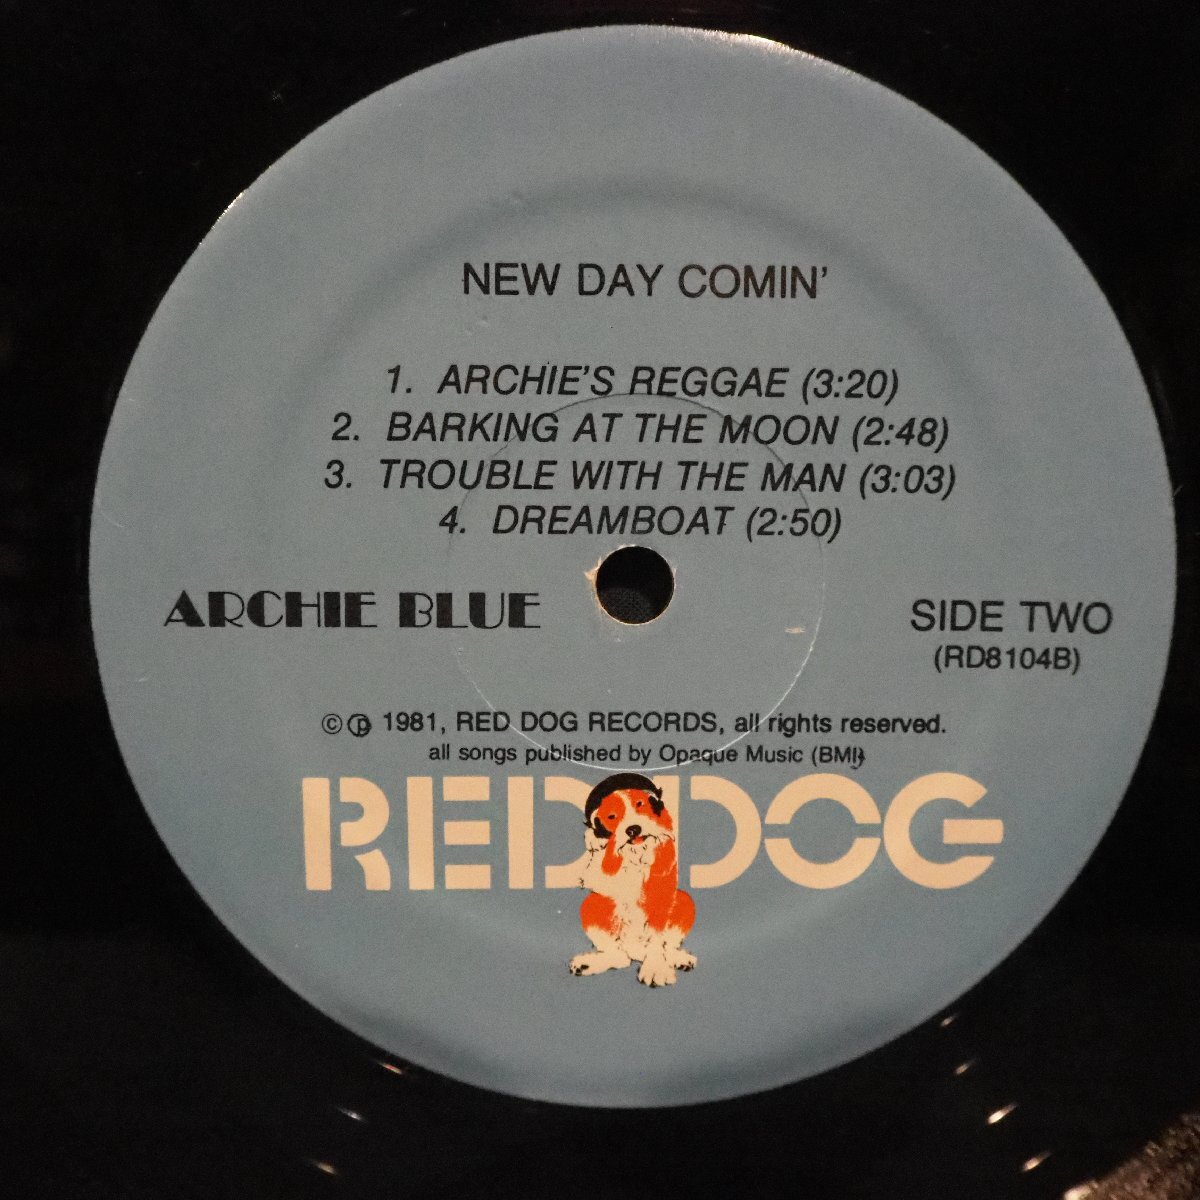 NEW DAY COMIN'
1. ARCHIE'S REGGAE (3:20)
2. BARKING AT THE MOON (2:48)
3. TROUBLE WITH THE MAN (3:03)
4. DREAMBOAT (2:50)
ARCHIE BLUE
SIDE TWO
(RD8104B)
©℗ 1981, RED DOG RECORDS, all rights reserved.
all songs published by Opaque Music (BMI)
RED DOG